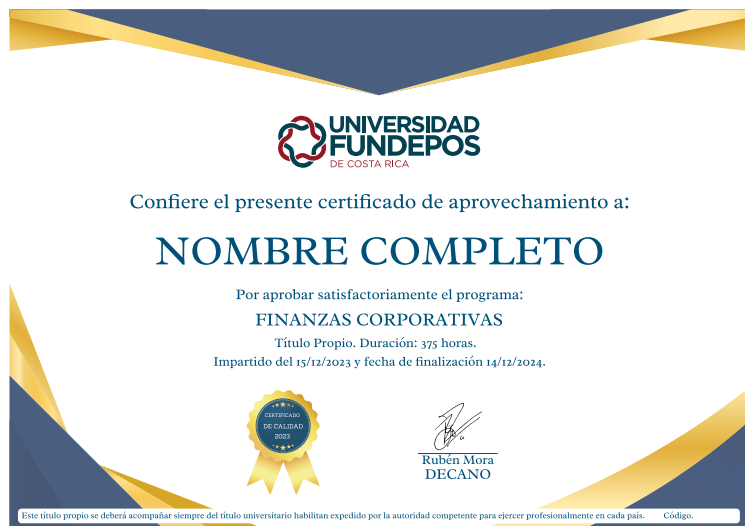 UNIVERSIDAD
FUNDEPOS
DE COSTA RICA
Confiere el presente certificado de aprovechamiento a:
NOMBRE COMPLETO
Por aprobar satisfactoriamente el programa:
FINANZAS CORPORATIVAS
Título Propio. Duración: 375 horas.
Impartido del 15/12/2023 y fecha de finalización 14/12/2024.
CERTIFICADO
DE CALIDAD
2023
Rubén Mora
DECANO
Este título propio se deberá acompañar siempre del título universitario habilitan expedido por la autoridad competente para ejercer profesionalmente en cada país. Código.